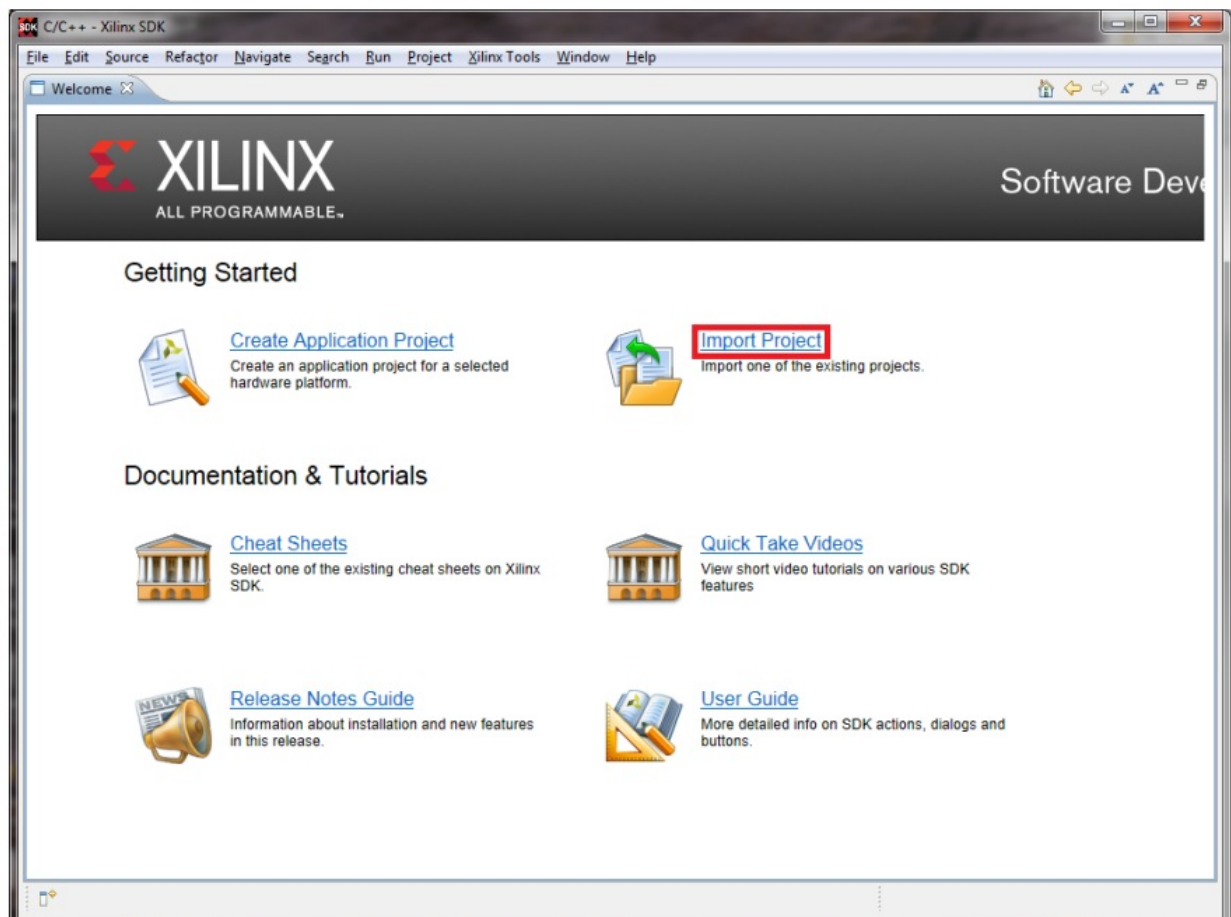 SDK C/C++ - Xilinx SDK
File Edit Source Refactor Navigate Search Run Project Xilinx Tools Window Help
Welcome
XILINX
ALL PROGRAMMABLE™
Software Deve
Getting Started
Create Application Project
Create an application project for a selected
hardware platform.
Import Project
Import one of the existing projects.
Documentation & Tutorials
Cheat Sheets
Select one of the existing cheat sheets on Xilinx
SDK.
Quick Take Videos
View short video tutorials on various SDK
features
NEWS
Release Notes Guide
Information about installation and new features
in this release.
User Guide
More detailed info on SDK actions, dialogs and
buttons.